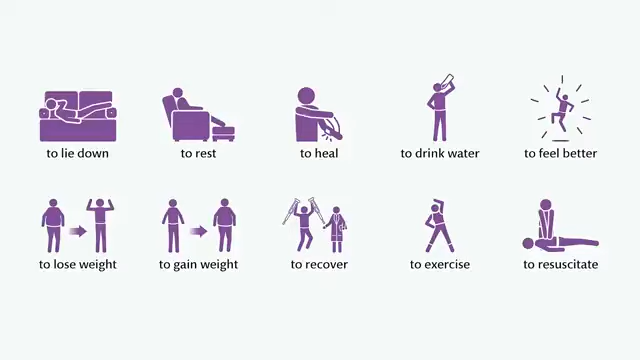 to lie down
to rest
to heal
to drink water
to feel better
to lose weight
to gain weight
to recover
to exercise
to resuscitate